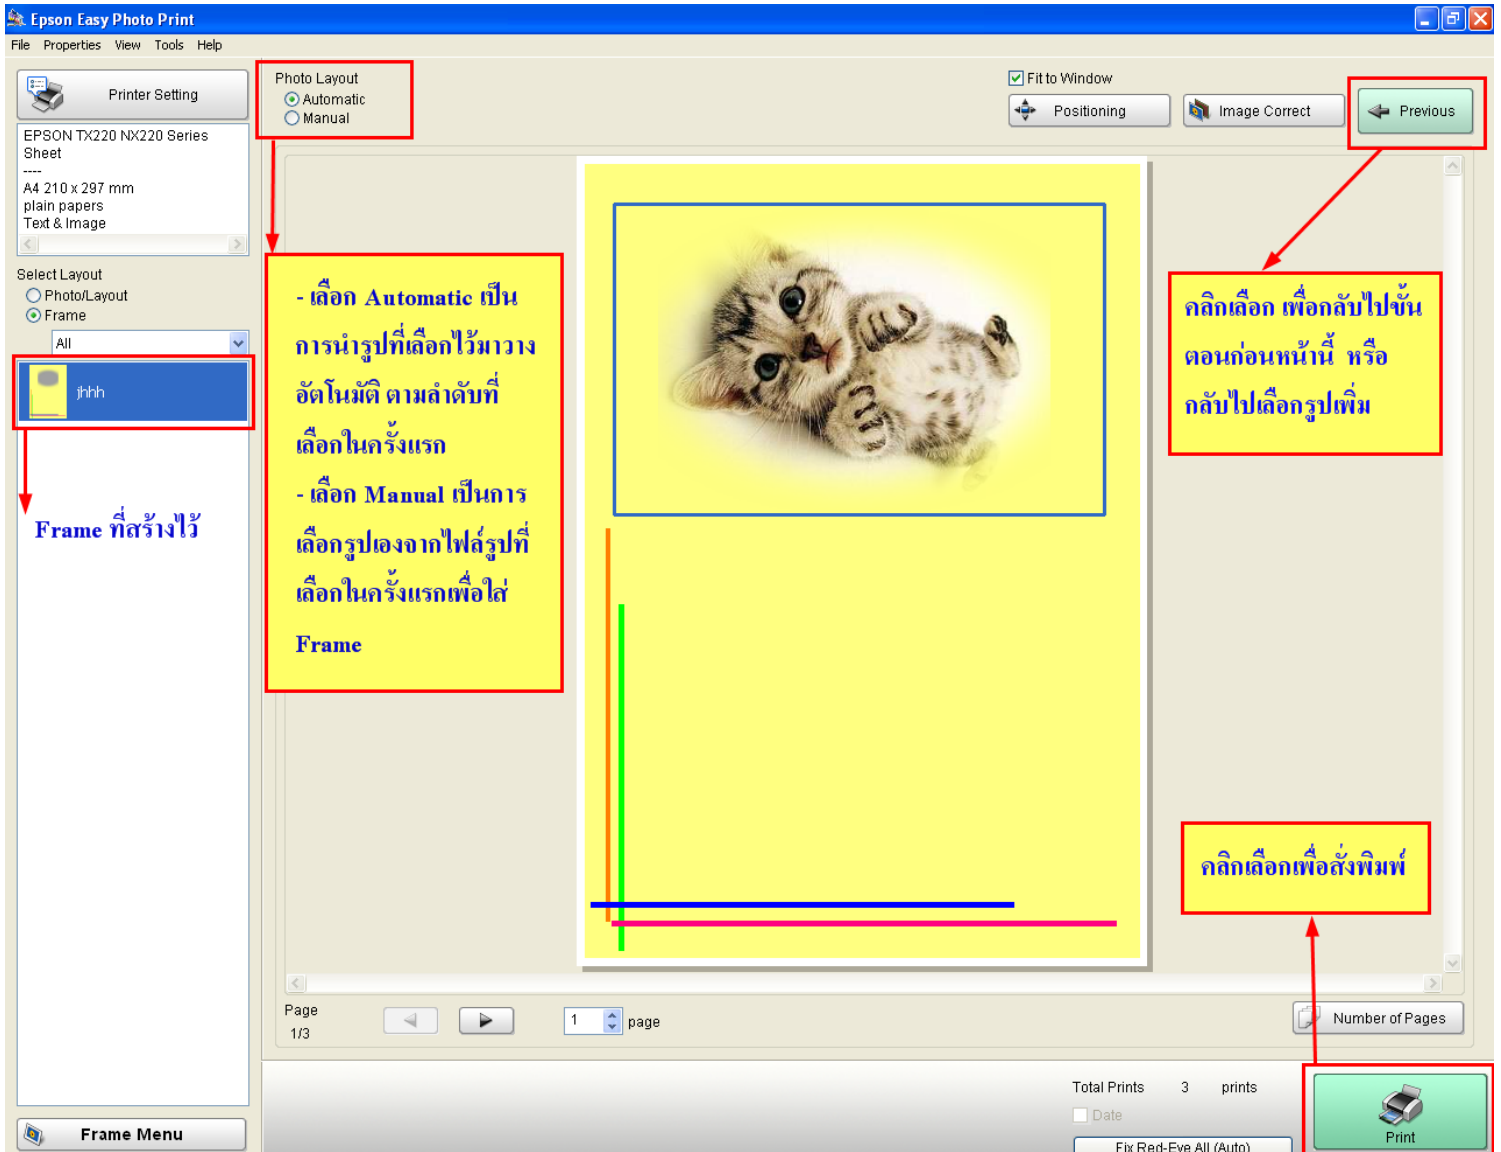 Epson Easy Photo Print
File Properties View Tools Help
Printer Setting
EPSON TX220 NX220 Series
Sheet
----
A4 210 x 297 mm
plain papers
Text & Image
Select Layout
Photo/Layout
Frame
All
jhhh
Frame ที่สร้างไว้
Frame Menu
Photo Layout
Automatic
Manual
- เลือก Automatic เป็น
การนำรูปที่เลือกไว้มาวาง
อัตโนมัติ ตามลำดับที่
เลือกในครั้งแรก
- เลือก Manual เป็นการ
เลือกรูปเองจากไฟล์รูปที่
เลือกในครั้งแรกเพื่อใส่
Frame
Fit to Window
Positioning
Image Correct
Previous
คลิกเลือก เพื่อกลับไปขั้น
ตอนก่อนหน้านี้ หรือ
กลับไปเลือกรูปเพิ่ม
คลิกเลือกเพื่อสั่งพิมพ์
Page
1/3
1 page
Number of Pages
Total Prints 3 prints
Date
Fix Red-Eye All (Auto)
Print